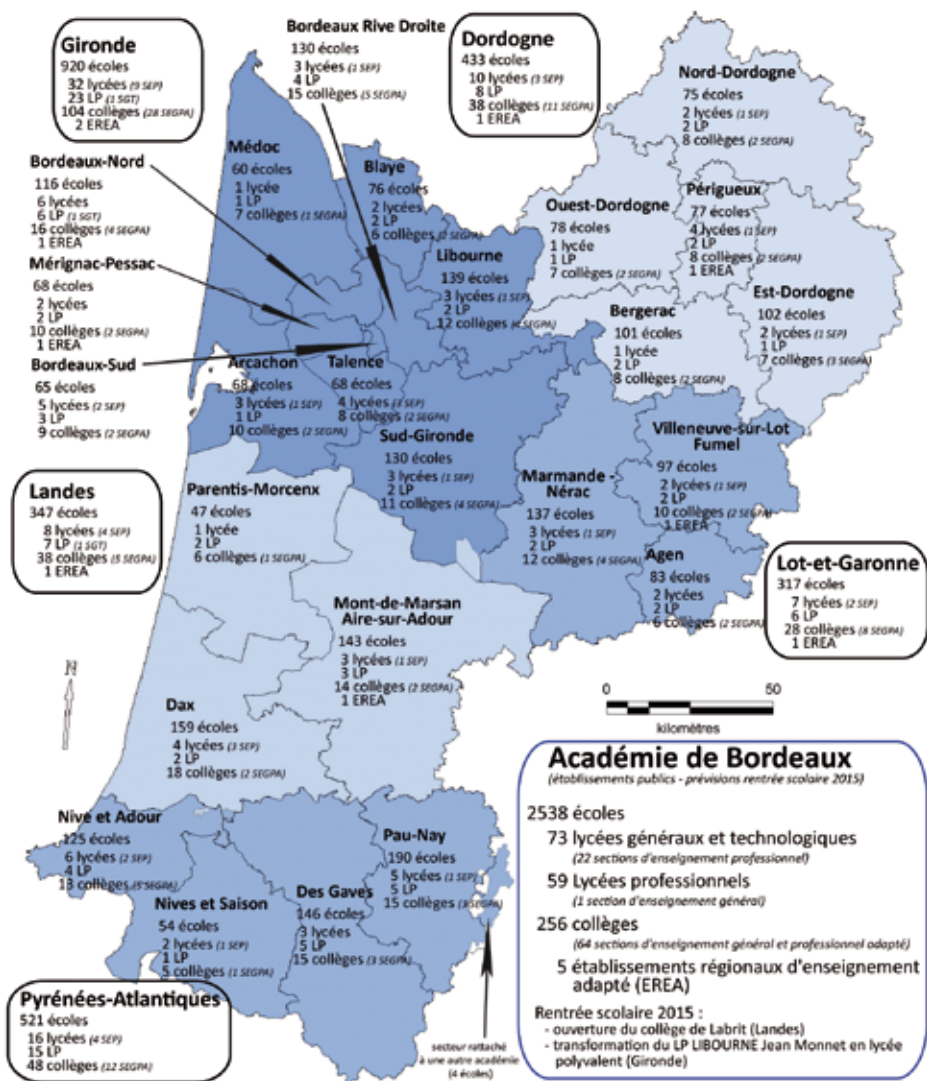 Gironde
920 écoles
32 lycées (9 SEP)
23 LP (1 SGT)
104 collèges (28 SEGPA)
2 EREA
Bordeaux Rive Droite
130 écoles
3 lycées (1 SEP)
4 LP
15 collèges (5 SEGPA)
Dordogne
433 écoles
10 lycées (3 SEP)
8 LP
38 collèges (11 SEGPA)
1 EREA
Nord-Dordogne
75 écoles
2 lycées (1 SEP)
2 LP
8 collèges (2 SEGPA)
Médoc
60 écoles
1 lycée
1 LP
7 collèges (1 SEGPA)
Blaye
76 écoles
2 lycées
2 LP
6 collèges (2 SEGPA)
Bordeaux-Nord
116 écoles
6 lycées
6 LP (1 SGT)
16 collèges (4 SEGPA)
1 EREA
Ouest-Dordogne
78 écoles
1 lycée
1 LP
7 collèges (2 SEGPA)
Périgueux
77 écoles
4 lycées (1 SEP)
2 LP
8 collèges (2 SEGPA)
1 EREA
Libourne
139 écoles
3 lycées (1 SEP)
2 LP
12 collèges (4 SEGPA)
Mérignac-Pessac
68 écoles
2 lycées
2 LP
10 collèges (2 SEGPA)
1 EREA
Est-Dordogne
102 écoles
2 lycées (1 SEP)
1 LP
7 collèges (3 SEGPA)
Bergerac
101 écoles
1 lycée
2 LP
8 collèges (2 SEGPA)
Bordeaux-Sud
65 écoles
5 lycées (2 SEP)
3 LP
9 collèges (2 SEGPA)
Arcachon
68 écoles
3 lycées (1 SEP)
1 LP
10 collèges (2 SEGPA)
Talence
68 écoles
4 lycées (3 SEP)
2 LP
8 collèges (2 SEGPA)
Sud-Gironde
130 écoles
3 lycées (1 SEP)
2 LP
11 collèges (4 SEGPA)
Villeneuve-sur-Lot
Fumel
97 écoles
2 lycées (1 SEP)
2 LP
10 collèges (2 SEGPA)
1 EREA
Marmande -
Nérac
137 écoles
3 lycées (1 SEP)
2 LP
12 collèges (4 SEGPA)
Landes
347 écoles
8 lycées (4 SEP)
7 LP (1 SGT)
38 collèges (5 SEGPA)
1 EREA
Parentis-Morcenx
47 écoles
1 lycée
2 LP
6 collèges (1 SEGPA)
Agen
83 écoles
2 lycées
2 LP
6 collèges (2 SEGPA)
Lot-et-Garonne
317 écoles
7 lycées (2 SEP)
6 LP
28 collèges (8 SEGPA)
1 EREA
Mont-de-Marsan
Aire-sur-Adour
143 écoles
3 lycées (1 SEP)
3 LP
14 collèges (2 SEGPA)
1 EREA
N
Dax
159 écoles
4 lycées (3 SEP)
2 LP
18 collèges (2 SEGPA)
0 50
kilomètres
Nive et Adour
125 écoles
6 lycées (2 SEP)
4 LP
13 collèges (5 SEGPA)
Pau-Nay
190 écoles
5 lycées (1 SEP)
5 LP
15 collèges (3 SEGPA)
Nives et Saison
54 écoles
2 lycées (1 SEP)
1 LP
5 collèges (1 SEGPA)
Des Gaves
146 écoles
3 lycées
5 LP
15 collèges (3 SEGPA)
Pyrénées-Atlantiques
521 écoles
16 lycées (4 SEP)
15 LP
48 collèges (12 SEGPA)
secteur rattaché
à une autre académie
(4 écoles)
Académie de Bordeaux
(établissements publics - prévisions rentrée scolaire 2015)
2538 écoles
73 lycées généraux et technologiques
(22 sections d'enseignement professionnel)
59 Lycées professionnels
(1 section d'enseignement général)
256 collèges
(64 sections d'enseignement général et professionnel adapté)
5 établissements régionaux d'enseignement
adapté (EREA)
Rentrée scolaire 2015 :
- ouverture du collège de Labrit (Landes)
- transformation du LP LIBOURNE Jean Monnet en lycée
polyvalent (Gironde)